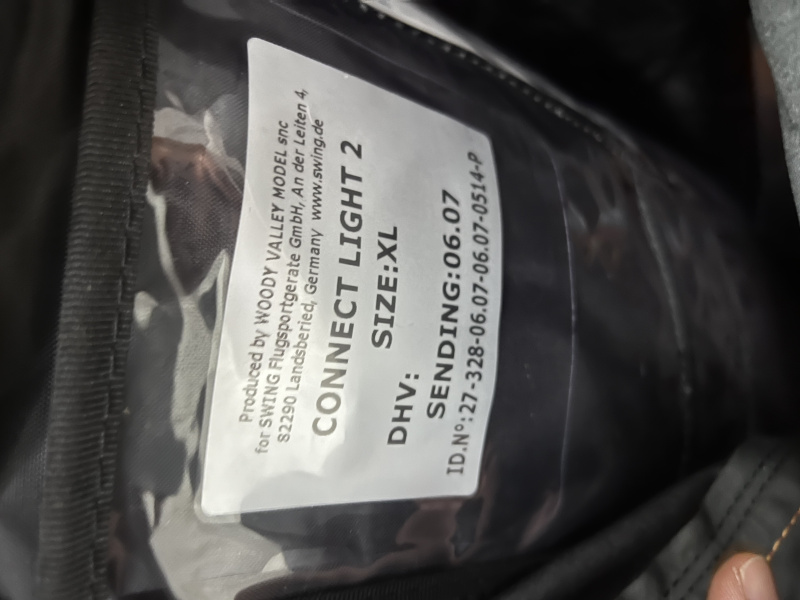 Produced by WOODY VALLEY MODEL snc
for SWING Flugsportgerate GmbH, An der Leiten 4,
82290 Landsberied, Germany www.swing.de
CONNECT LIGHT 2
SIZE:XL
DHV:
SENDING:06.07
ID.N°:27-328-06.07-06.07-0514-P